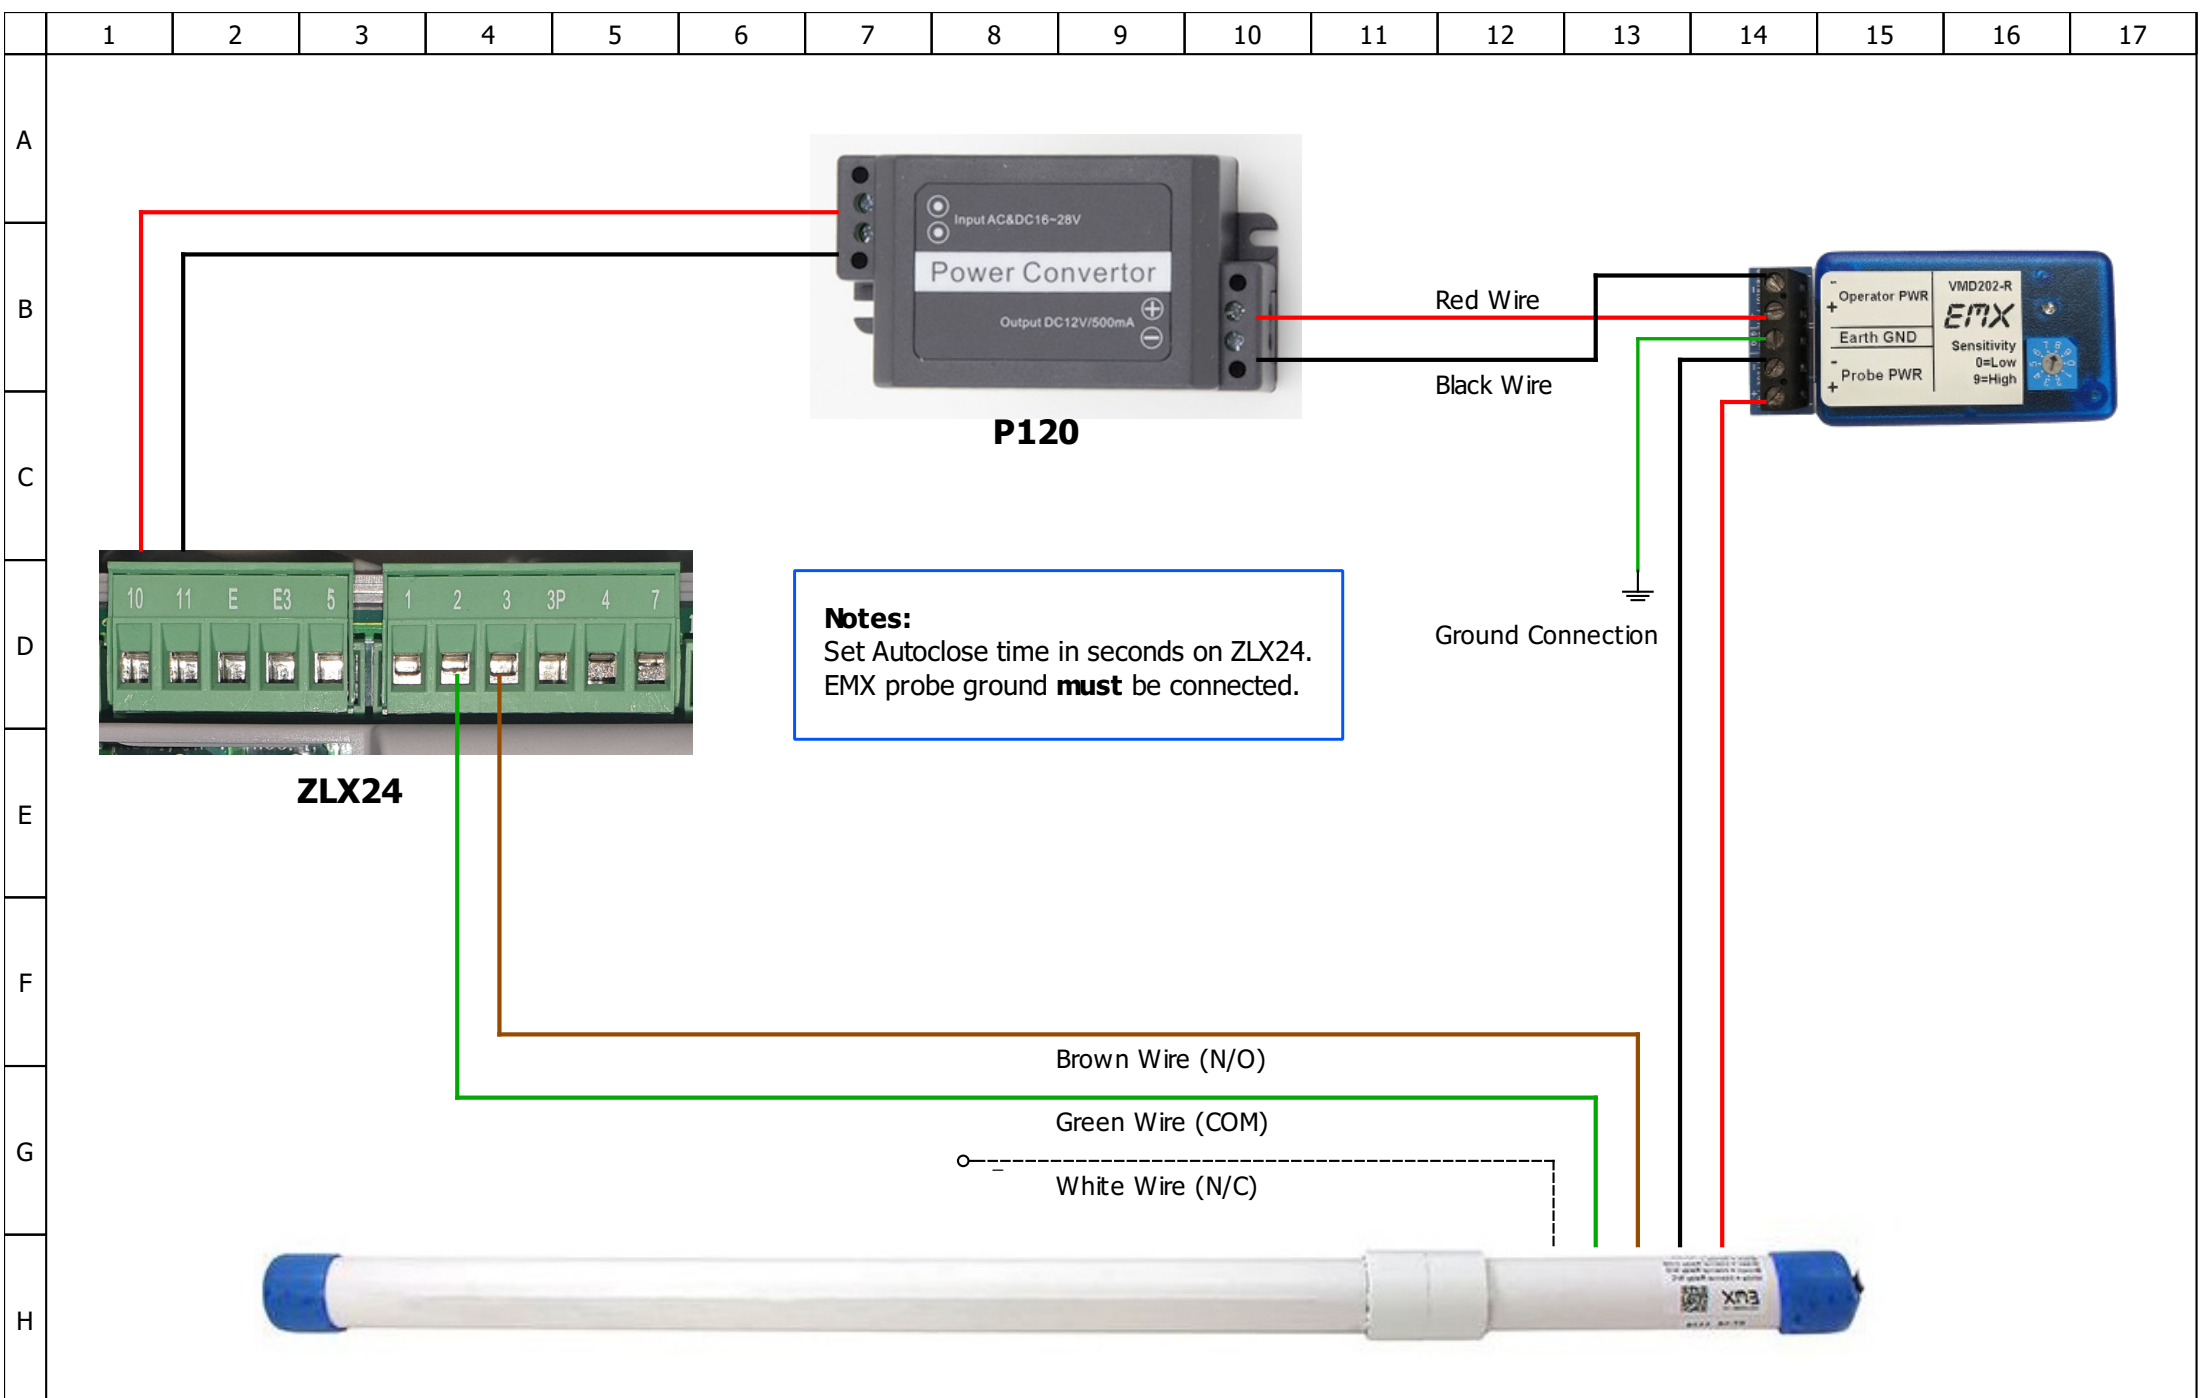 1 2 3 4 5 6 7 8 9 10 11 12 13 14 15 16 17
A
Input AC&DC16~28V
Power Convertor
Output DC12V/500mA
P120
B
Red Wire
Black Wire
- Operator PWR
+
Earth GND
- Probe PWR
+
VMD202-R
EMX
Sensitivity
0=Low
9=High
C
10 11 E E3 5 1 2 3 3P 4 7
ZLX24
D
Notes:
Set Autoclose time in seconds on ZLX24.
EMX probe ground must be connected.
Ground Connection
E
F
Brown Wire (N/O)
G
Green Wire (COM)
White Wire (N/C)
H
EMX